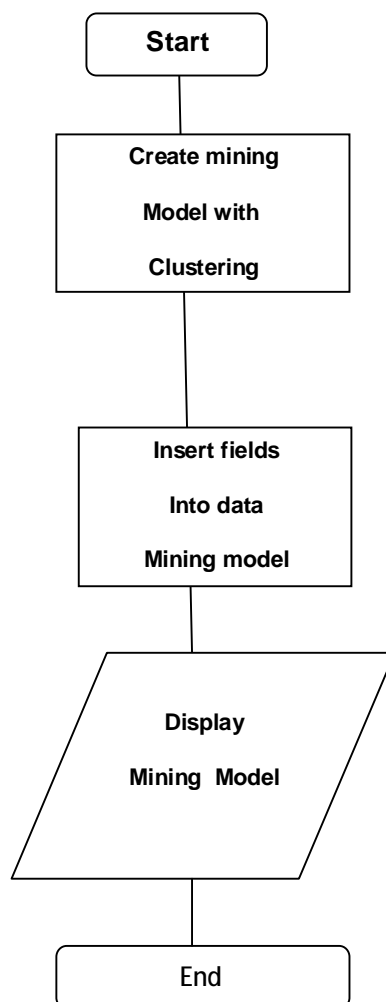 Start
Create mining
Model with
Clustering
Insert fields
Into data
Mining model
Display
Mining Model
End